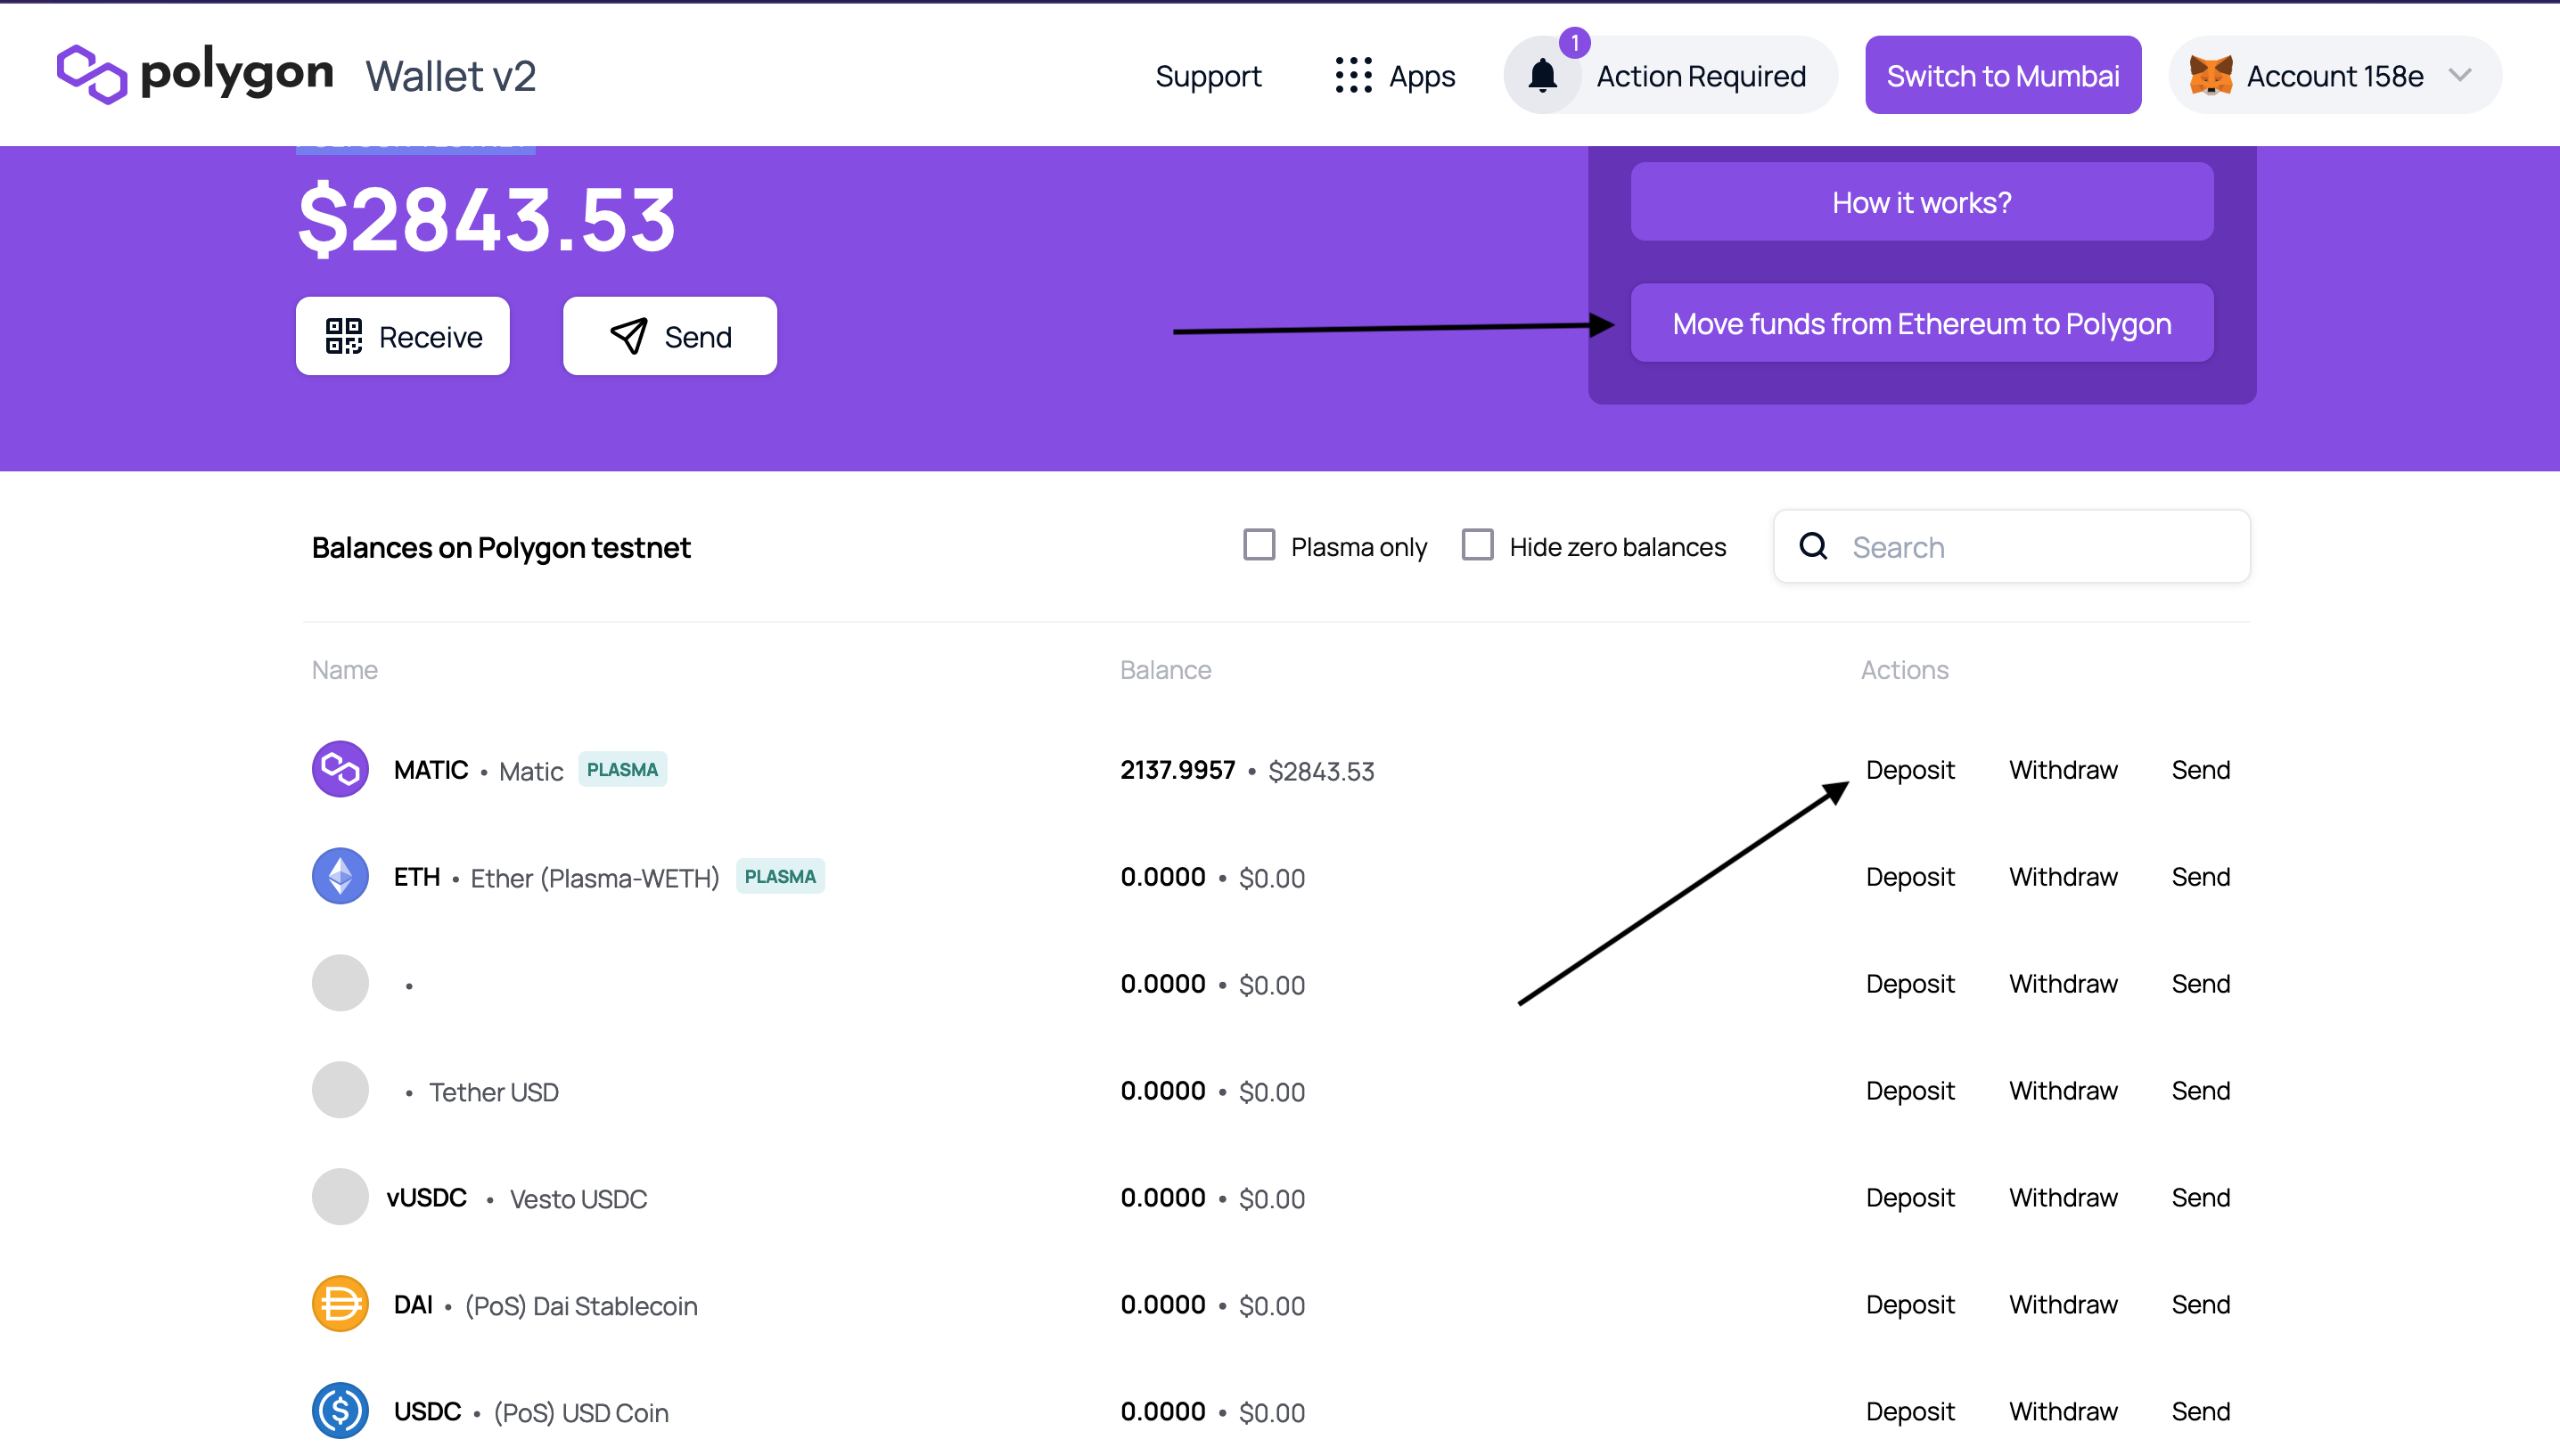 polygon Wallet v2
Support
Apps
1
Action Required
Switch to Mumbai
Account 158e
$2843.53
Receive
Send
How it works?
Move funds from Ethereum to Polygon
Balances on Polygon testnet
Plasma only
Hide zero balances
Search
Name Balance Actions
MATIC • Matic PLASMA 2137.9957 • $2843.53 Deposit Withdraw Send
ETH • Ether (Plasma-WETH) PLASMA 0.0000 • $0.00 Deposit Withdraw Send
• 0.0000 • $0.00 Deposit Withdraw Send
• Tether USD 0.0000 • $0.00 Deposit Withdraw Send
vUSDC • Vesto USDC 0.0000 • $0.00 Deposit Withdraw Send
DAI • (PoS) Dai Stablecoin 0.0000 • $0.00 Deposit Withdraw Send
USDC • (PoS) USD Coin 0.0000 • $0.00 Deposit Withdraw Send